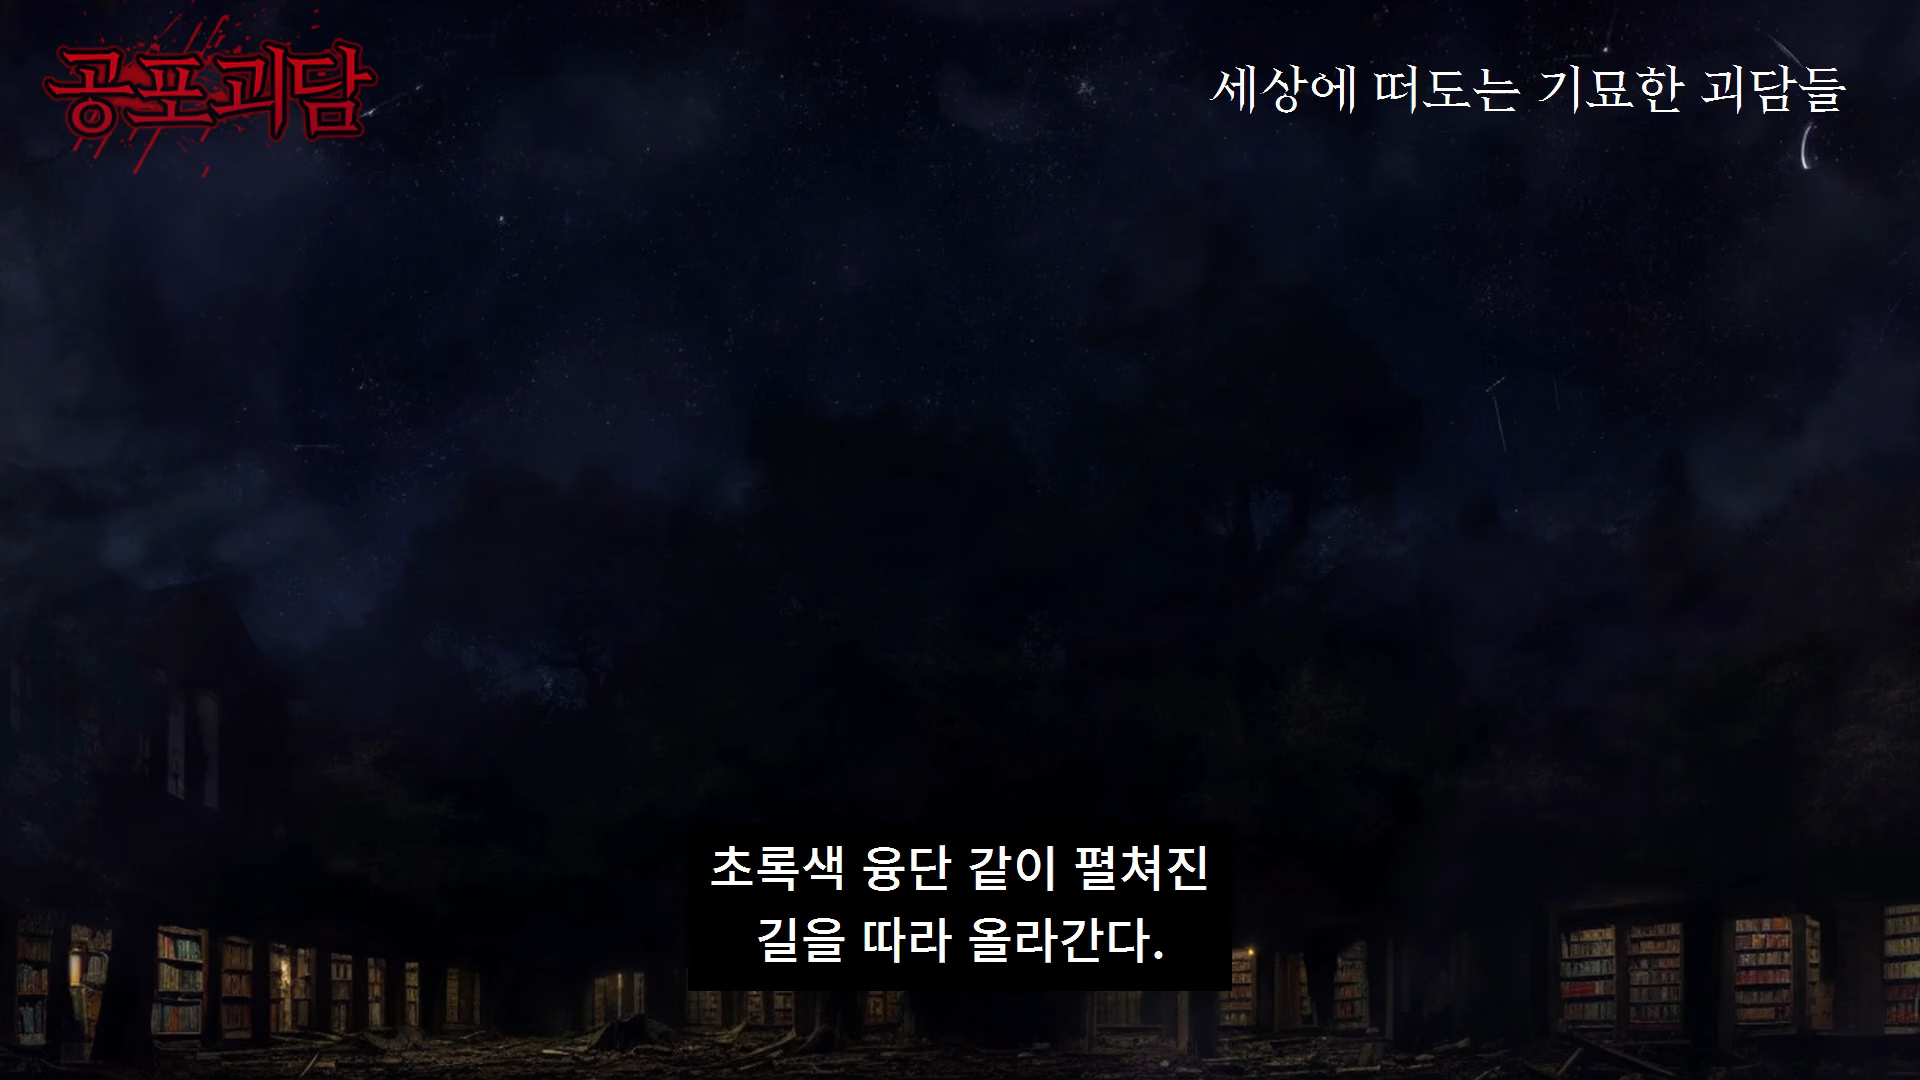 공포괴담
세상에 떠도는 기묘한 괴담들
초록색 융단 같이 펼쳐진
길을 따라 올라간다.